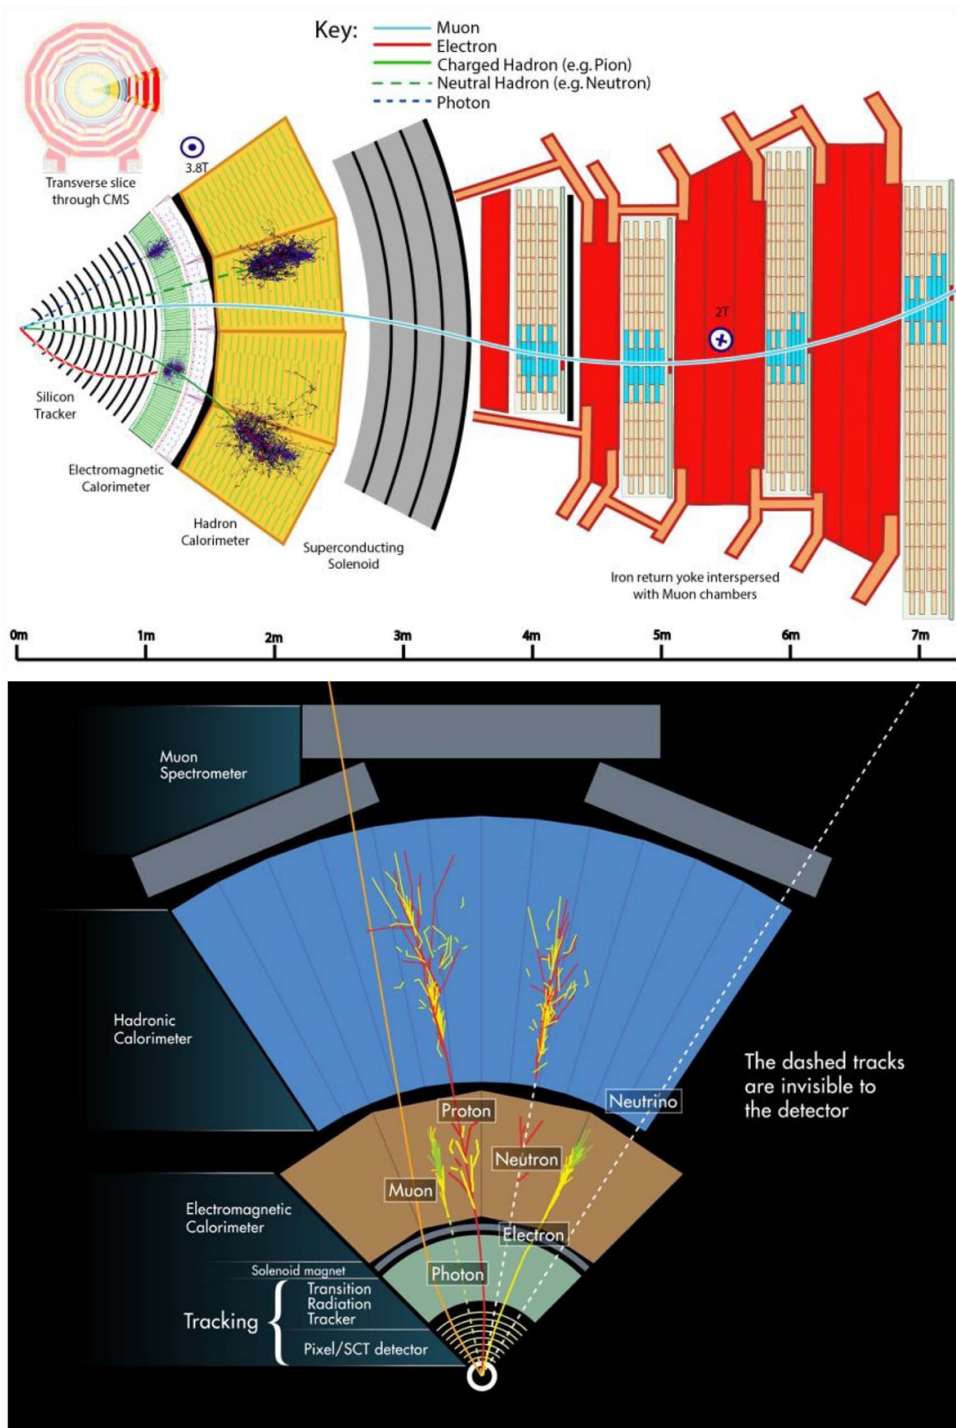 Key:
Muon
Electron
Charged Hadron (e.g. Pion)
Neutral Hadron (e.g. Neutron)
Photon
3.8T
Transverse slice
through CMS
2T
Silicon
Tracker
Electromagnetic
Calorimeter
Hadron
Calorimeter
Superconducting
Solenoid
Iron return yoke interspersed
with Muon chambers
0m 1m 2m 3m 4m 5m 6m 7m
Muon
Spectrometer
Hadronic
Calorimeter
The dashed tracks
are invisible to
the detector
Neutrino
Proton
Neutron
Muon
Electromagnetic
Calorimeter
Electron
Solenoid magnet
Photon
Tracking
Transition
Radiation
Tracker
Pixel/SCT detector